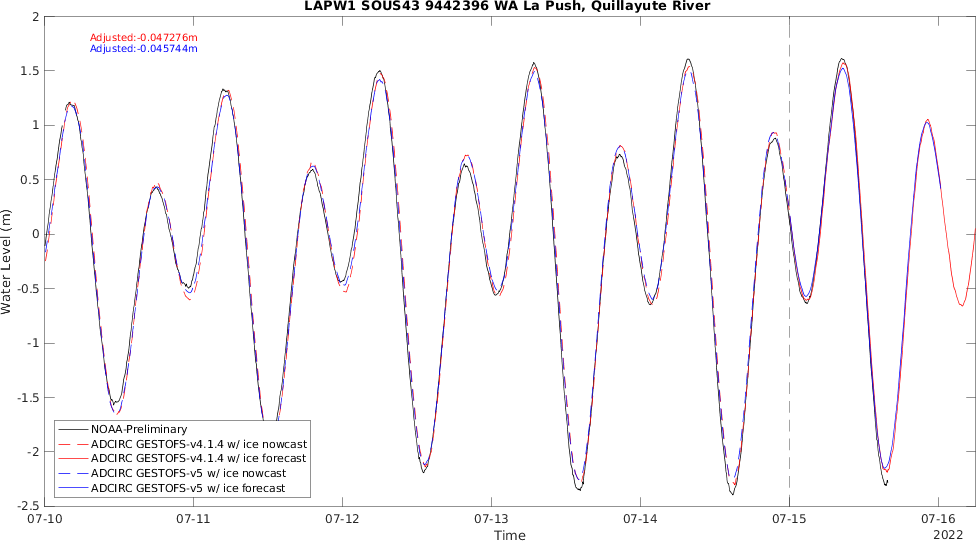 LAPW1 SOUS43 9442396 WA La Push, Quillayute River
Adjusted:-0.047276m
Adjusted:-0.045744m
2
1.5
1
0.5
0
-0.5
-1
-1.5
-2
-2.5
Water Level (m)
NOAA-Preliminary
ADCIRC GESTOFS-v4.1.4 w/ ice nowcast
ADCIRC GESTOFS-v4.1.4 w/ ice forecast
ADCIRC GESTOFS-v5 w/ ice nowcast
ADCIRC GESTOFS-v5 w/ ice forecast
07-10 07-11 07-12 07-13 07-14 07-15 07-16
Time 2022